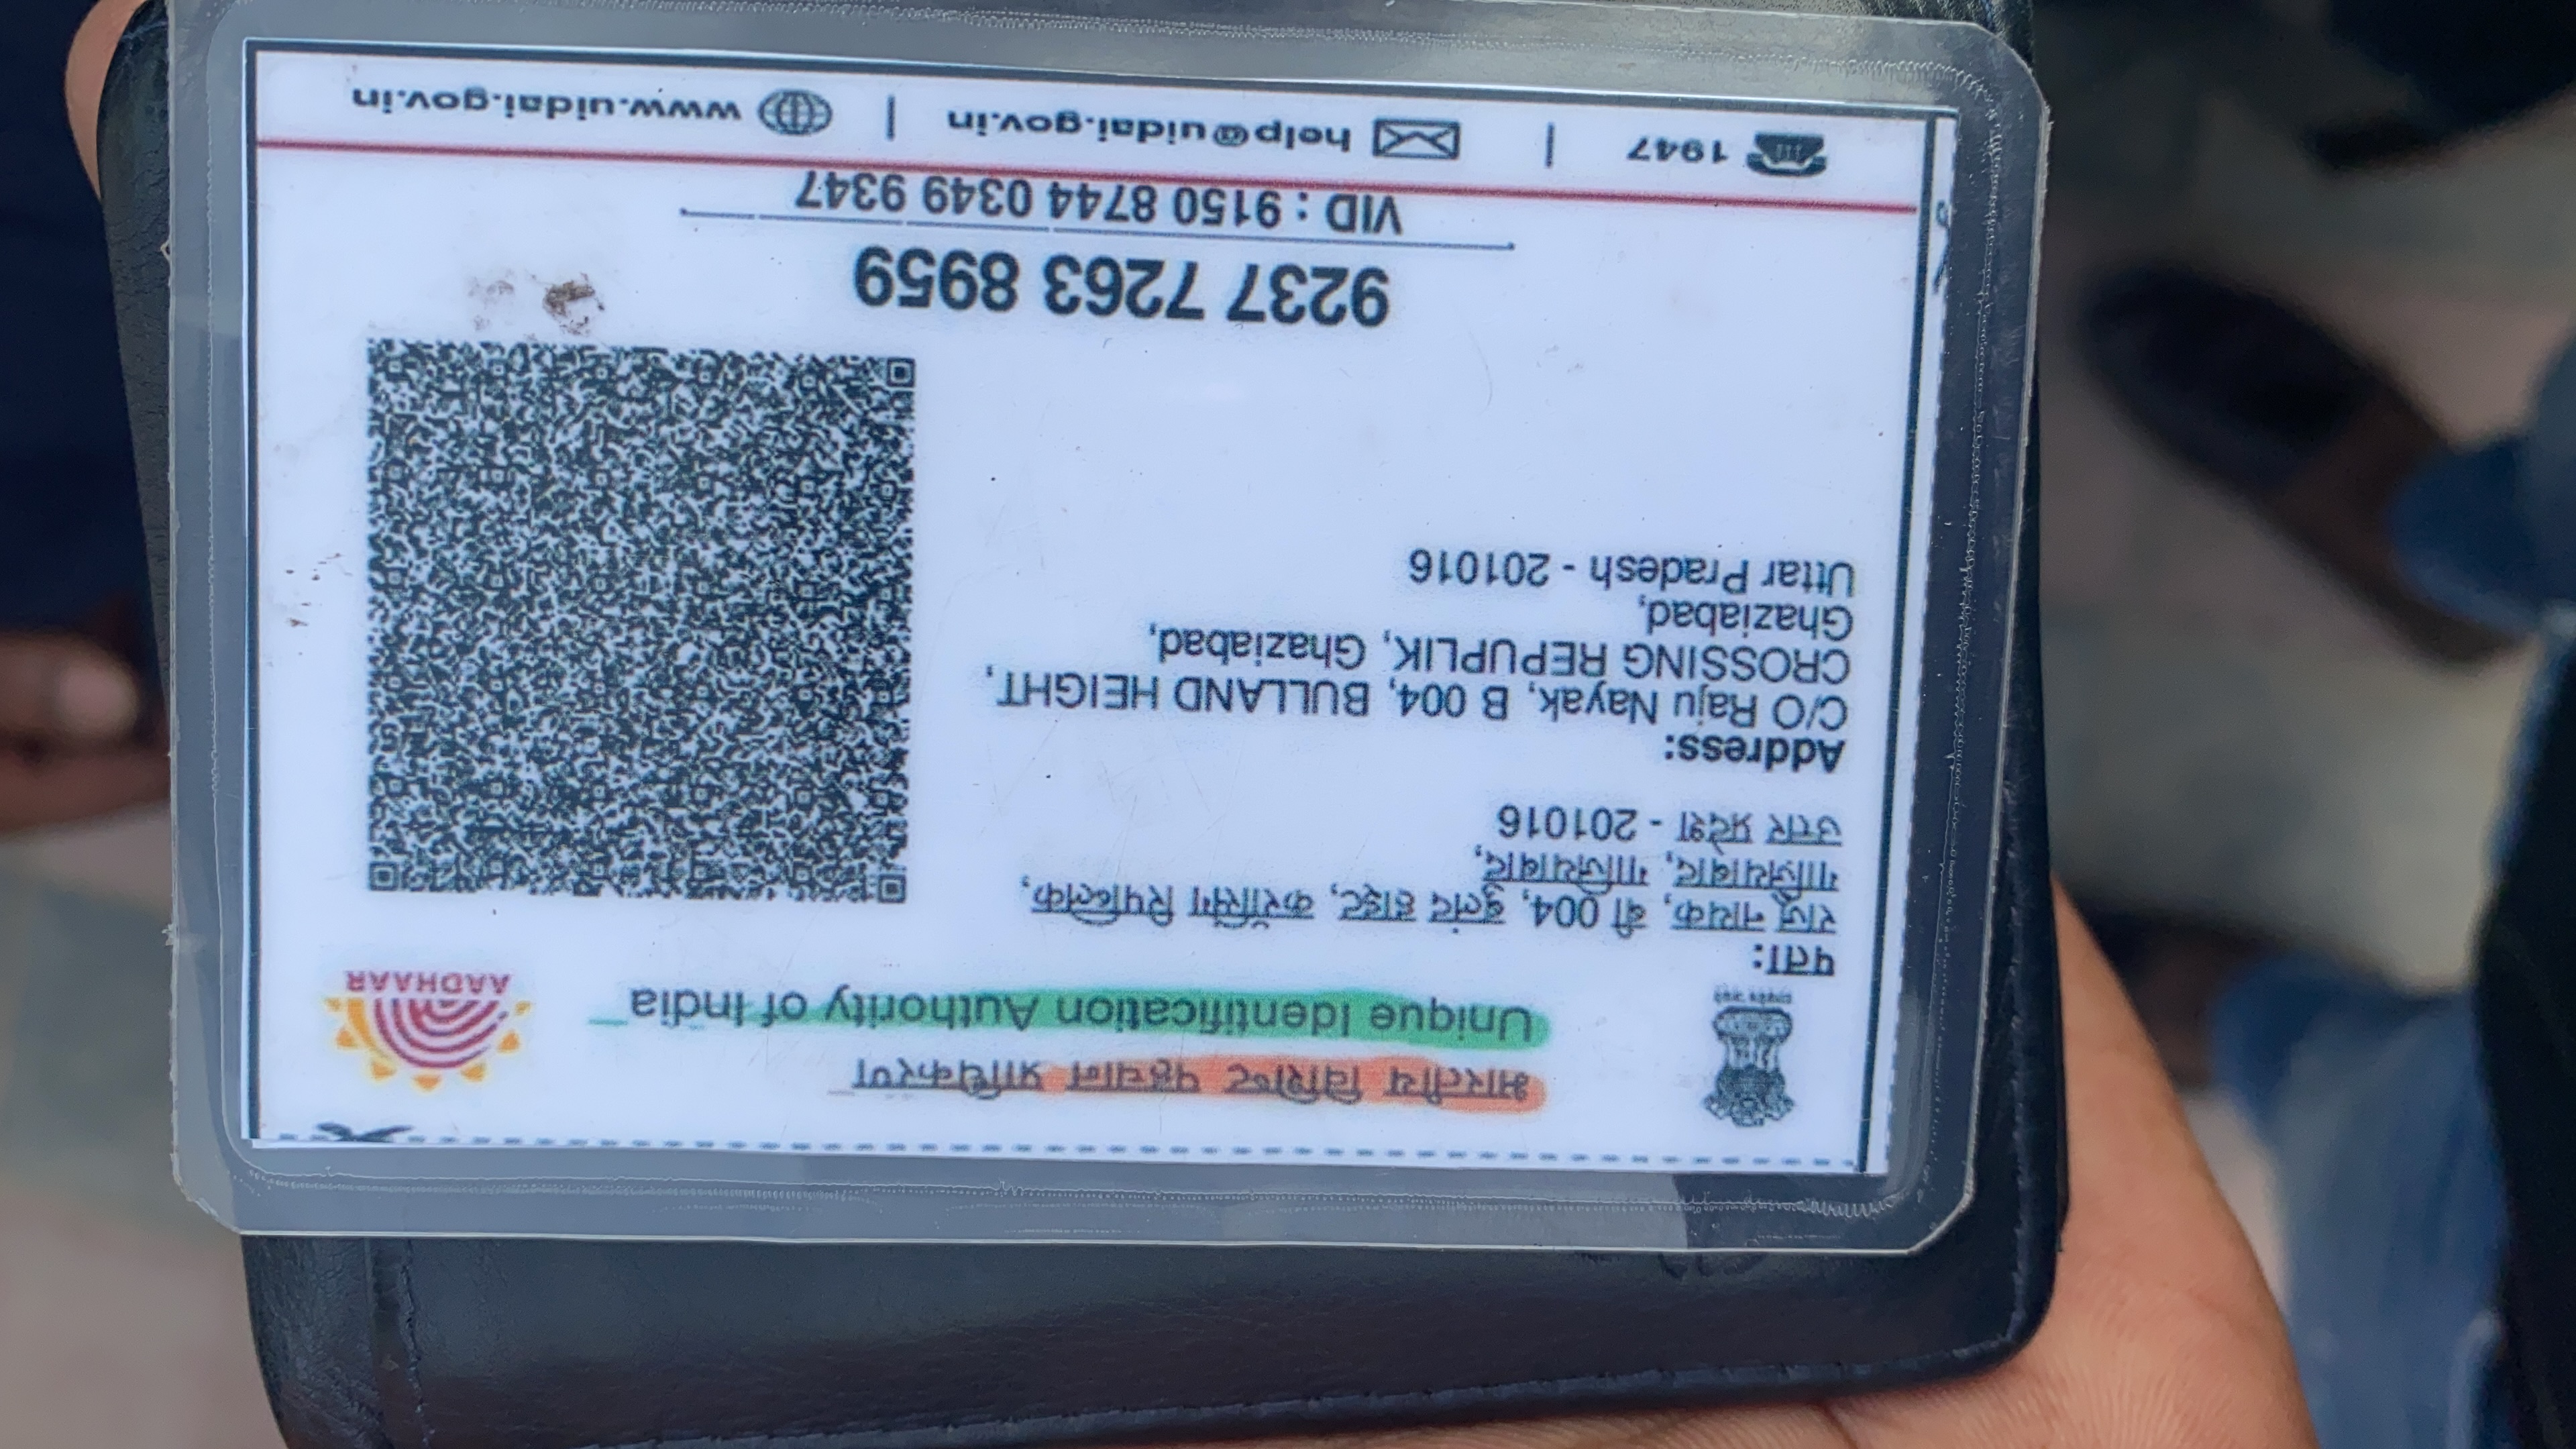 भारतीय विशिष्ट पहचान प्राधिकरण
Unique Identification Authority of India
AADHAAR
पता:
राजू नायक, बी 004, बुलंद हाइट, करॉसिंग रिपब्लिक,
गाज़ियाबाद, गाजियाबाद,
उत्तर प्रदेश - 201016
Address:
C/O Raju Nayak, B 004, BULLAND HEIGHT,
CROSSING REPUPLIK, Ghaziabad,
Ghaziabad,
Uttar Pradesh - 201016
9237 7263 8959
VID : 9150 8744 0349 9347
1947 | help@uidai.gov.in | www.uidai.gov.in